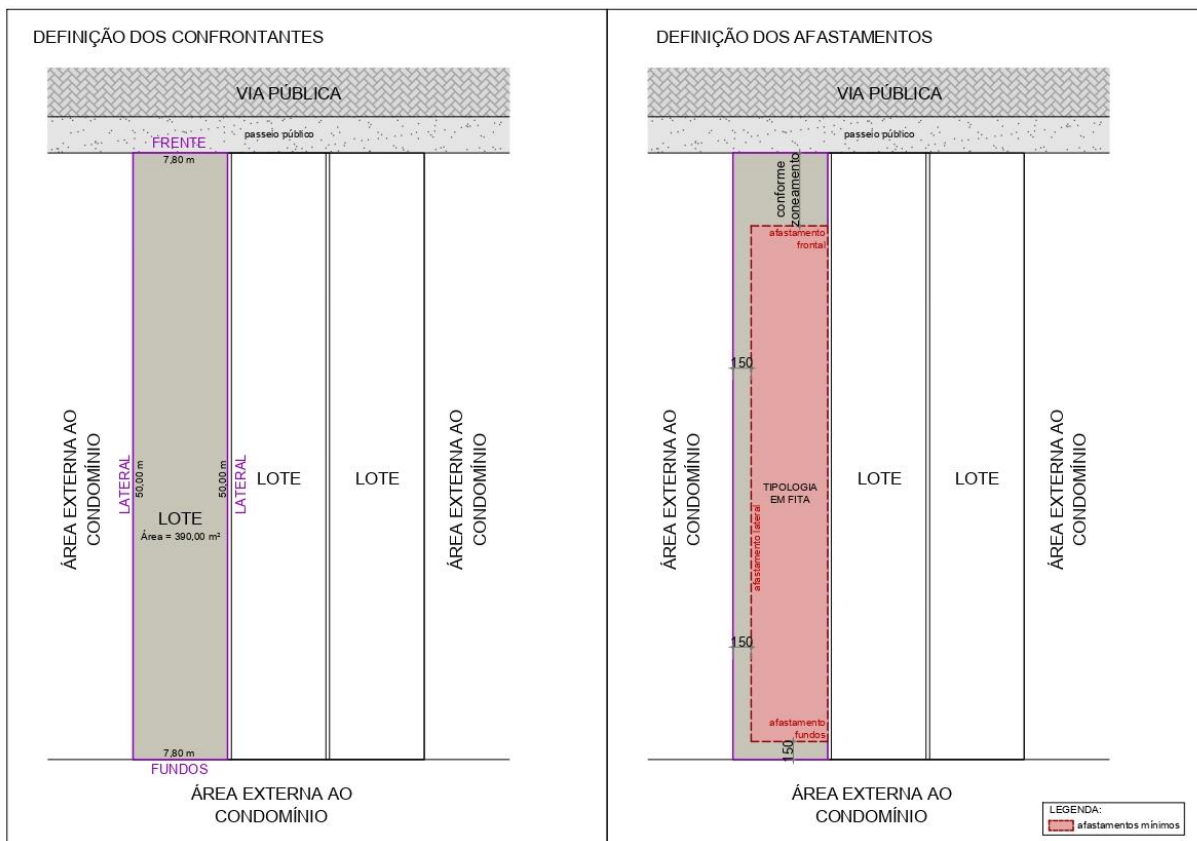 DEFINIÇÃO DOS CONFRONTANTES
VIA PÚBLICA
passeio público
FRENTE
7,80 m
ÁREA EXTERNA AO
CONDOMÍNIO
LATERAL
50,00 m
50,00 m
LATERAL
LOTE
Área = 390,00 m²
LOTE
LOTE
ÁREA EXTERNA AO
CONDOMÍNIO
7,80 m
FUNDOS
ÁREA EXTERNA AO
CONDOMÍNIO
DEFINIÇÃO DOS AFASTAMENTOS
VIA PÚBLICA
passeio público
conforme
zoneamento
afastamento
frontal
150
ÁREA EXTERNA AO
CONDOMÍNIO
TIPOLOGIA
EM FITA
afastamento lateral
LOTE
LOTE
ÁREA EXTERNA AO
CONDOMÍNIO
150
afastamento
fundos
150
ÁREA EXTERNA AO
CONDOMÍNIO
LEGENDA:
afastamentos mínimos